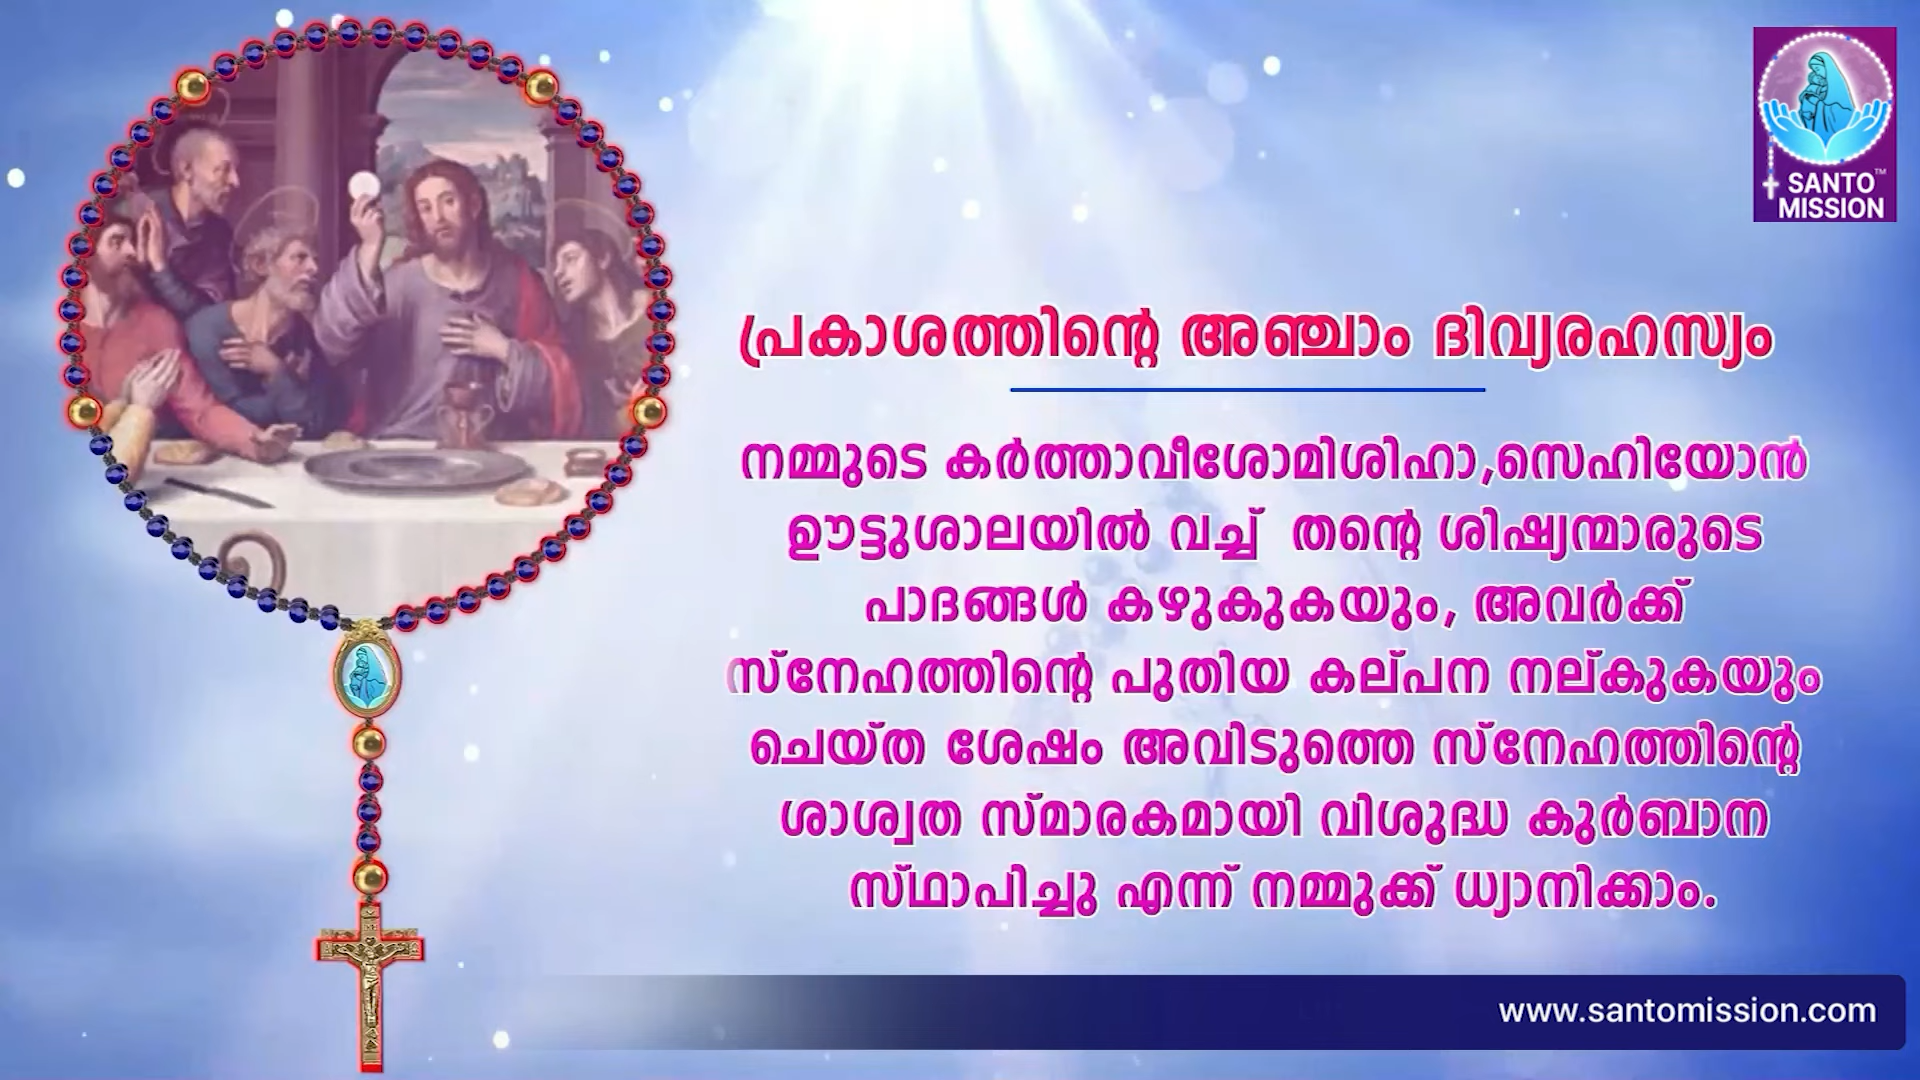 SANTO™
MISSION
പ്രകാശത്തിന്റെ അഞ്ചാം ദിവ്യരഹസ്യം
നമ്മുടെ കർത്താവീശോമിശിഹാ,സെഹിയോൻ
ഊട്ടുശാലയിൽ വച്ച് തന്റെ ശിഷ്യന്മാരുടെ
പാദങ്ങൾ കഴുകുകയും, അവർക്ക്
സ്നേഹത്തിന്റെ പുതിയ കല്പന നല്കുകയും
ചെയ്ത ശേഷം അവിടുത്തെ സ്നേഹത്തിന്റെ
ശാശ്വത സ്മാരകമായി വിശുദ്ധ കുർബാന
സ്ഥാപിച്ചു എന്ന് നമ്മുക്ക് ധ്യാനിക്കാം.
www.santomission.com